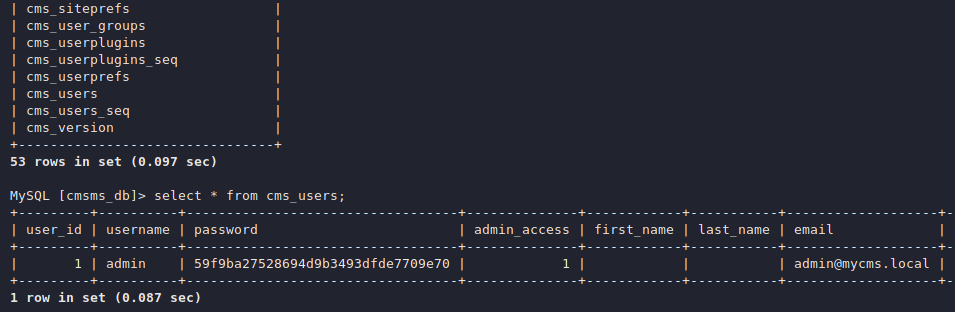 | cms_siteprefs                 |
| cms_user_groups               |
| cms_userplugins               |
| cms_userplugins_seq           |
| cms_userprefs                 |
| cms_users                     |
| cms_users_seq                 |
| cms_version                   |
+--------------------------------+
53 rows in set (0.097 sec)
MySQL [cmsms_db]> select * from cms_users;
+---------+----------+----------------------------------+--------------+------------+-----------+-------------------+-
| user_id | username | password                         | admin_access | first_name | last_name | email             |
+---------+----------+----------------------------------+--------------+------------+-----------+-------------------+-
|       1 | admin    | 59f9ba27528694d9b3493dfde7709e70 |            1 |            |           | admin@mycms.local |
+---------+----------+----------------------------------+--------------+------------+-----------+-------------------+-
1 row in set (0.087 sec)